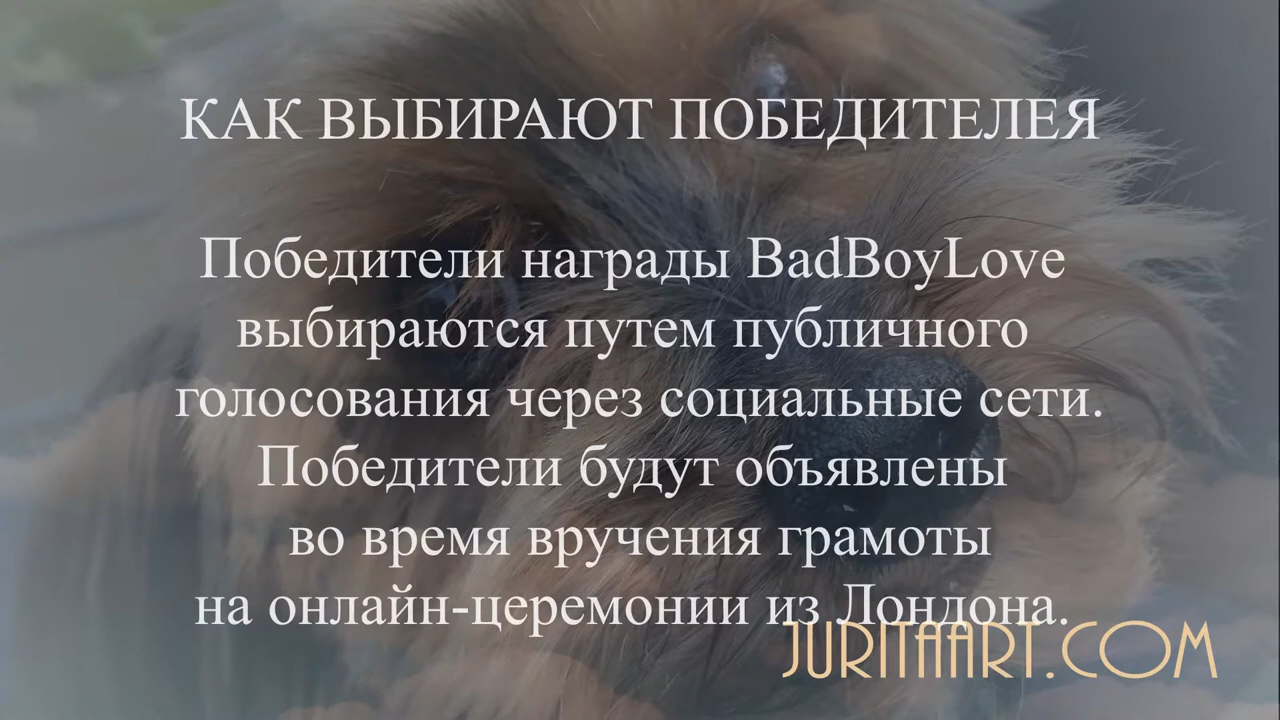 КАК ВЫБИРАЮТ ПОБЕДИТЕЛЕЯ
Победители награды BadBoyLove
выбираются путем публичного
голосования через социальные сети.
Победители будут объявлены
во время вручения грамоты
на онлайн-церемонии из Лондона.
JURITAART.COM